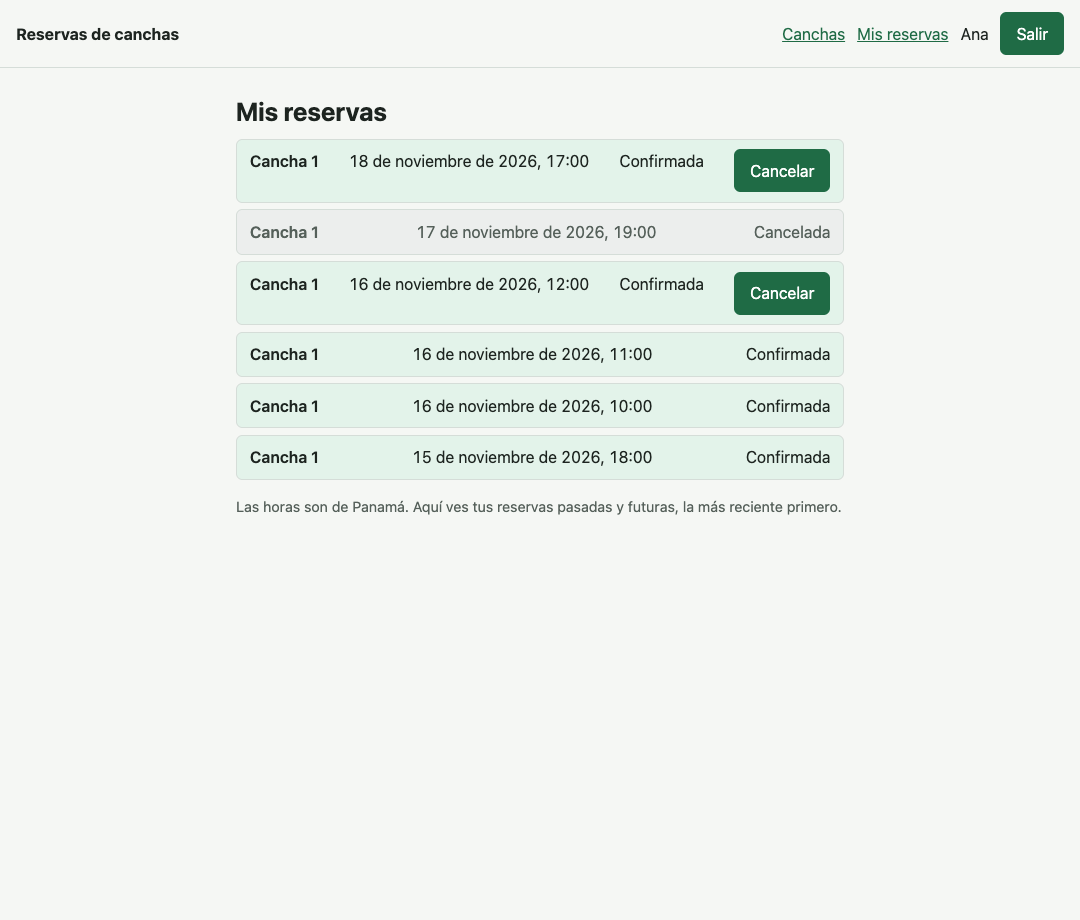 Reservas de canchas Canchas Mis reservas Ana Salir
Mis reservas
Cancha 1 18 de noviembre de 2026, 17:00 Confirmada Cancelar
Cancha 1 17 de noviembre de 2026, 19:00 Cancelada
Cancha 1 16 de noviembre de 2026, 12:00 Confirmada Cancelar
Cancha 1 16 de noviembre de 2026, 11:00 Confirmada
Cancha 1 16 de noviembre de 2026, 10:00 Confirmada
Cancha 1 15 de noviembre de 2026, 18:00 Confirmada
Las horas son de Panamá. Aquí ves tus reservas pasadas y futuras, la más reciente primero.